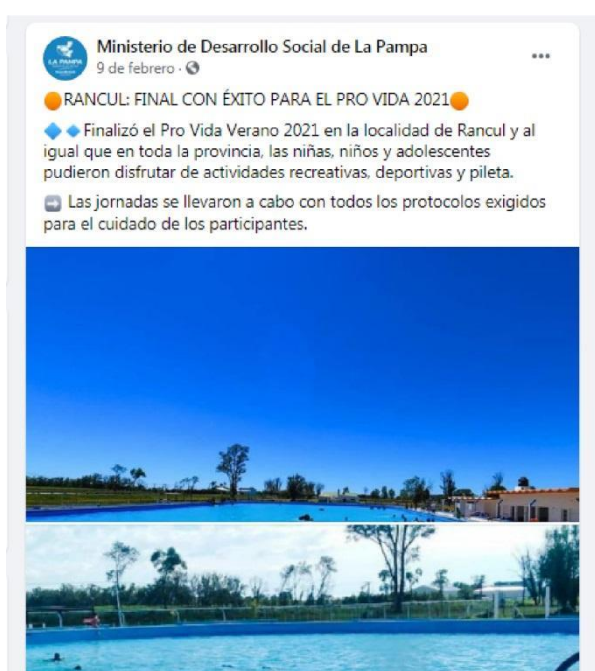 Ministerio de Desarrollo Social de La Pampa
9 de febrero ·
RANCUL: FINAL CON ÉXITO PARA EL PRO VIDA 2021
Finalizó el Pro Vida Verano 2021 en la localidad de Rancul y al
igual que en toda la provincia, las niñas, niños y adolescentes
pudieron disfrutar de actividades recreativas, deportivas y pileta.
Las jornadas se llevaron a cabo con todos los protocolos exigidos
para el cuidado de los participantes.
LA PAMPA